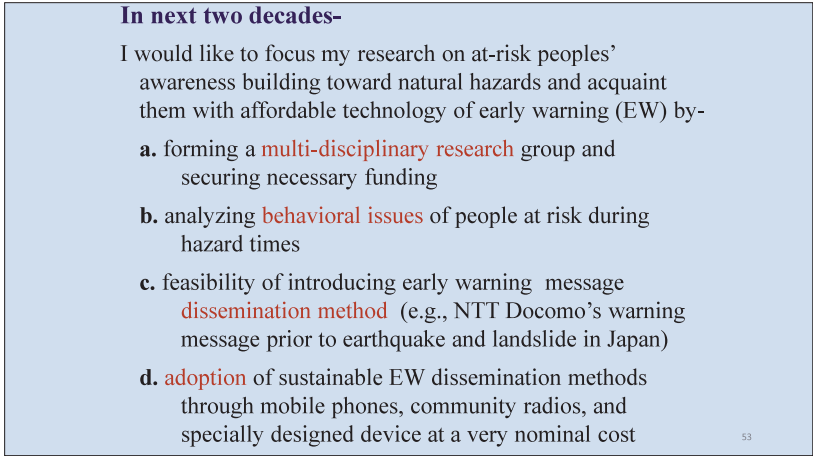 In next two decades-
I would like to focus my research on at-risk peoples’
awareness building toward natural hazards and acquaint
them with affordable technology of early warning (EW) by-
a. forming a multi-disciplinary research group and
securing necessary funding
b. analyzing behavioral issues of people at risk during
hazard times
c. feasibility of introducing early warning  message
dissemination method  (e.g., NTT Docomo’s warning
message prior to earthquake and landslide in Japan)
d. adoption of sustainable EW dissemination methods
through mobile phones, community radios, and
specially designed device at a very nominal cost
53